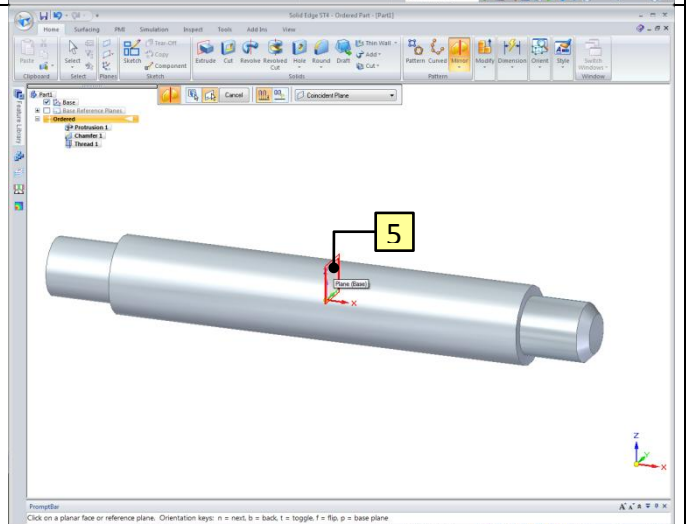 Solid Edge ST4 - Ordered Part - [Part1]
Home Surfacing PMI Simulation Inspect Tools Add Ins View
Paste Select Sketch Tear-Off Copy Component Extrude Cut Revolve Revolved Cut Hole Round Draft Thin Wall Add Cut Pattern Curved Mirror Modify Dimension Orient Style Switch Windows
Clipboard Select Planes Sketch Solids Pattern Window
Cancel Coincident Plane
Feature Library
Part1
Base
Base Reference Planes
Ordered
Protrusion 1
Chamfer 1
Thread 1
5
Plane (Base)
X
Z
Y
X
PromptBar
Click on a planar face or reference plane. Orientation keys: n = next, b = back, t = toggle, f = flip, p = base plane